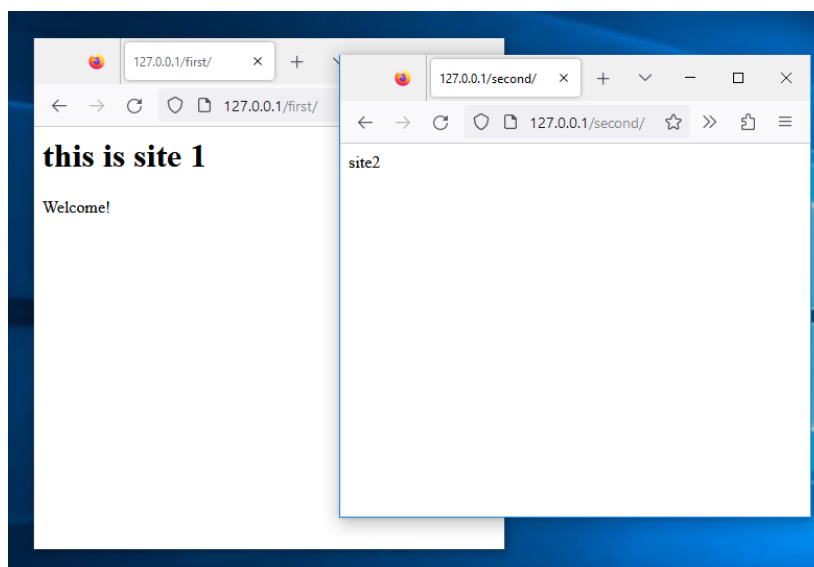 127.0.0.1/first/
127.0.0.1/first/
this is site 1
Welcome!
127.0.0.1/second/
127.0.0.1/second/
site2